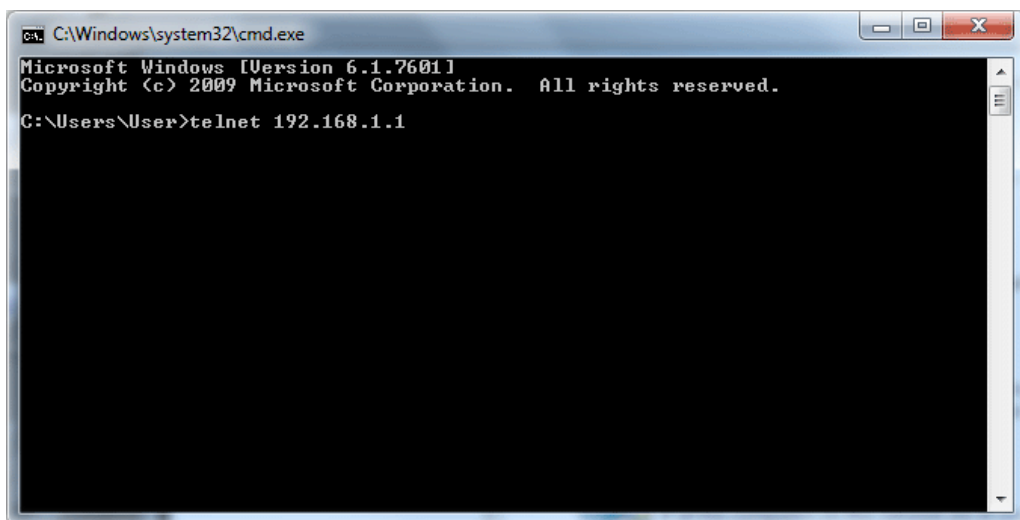 C:\Windows\system32\cmd.exe
Microsoft Windows [Version 6.1.7601]
Copyright (c) 2009 Microsoft Corporation.  All rights reserved.
C:\Users\User>telnet 192.168.1.1